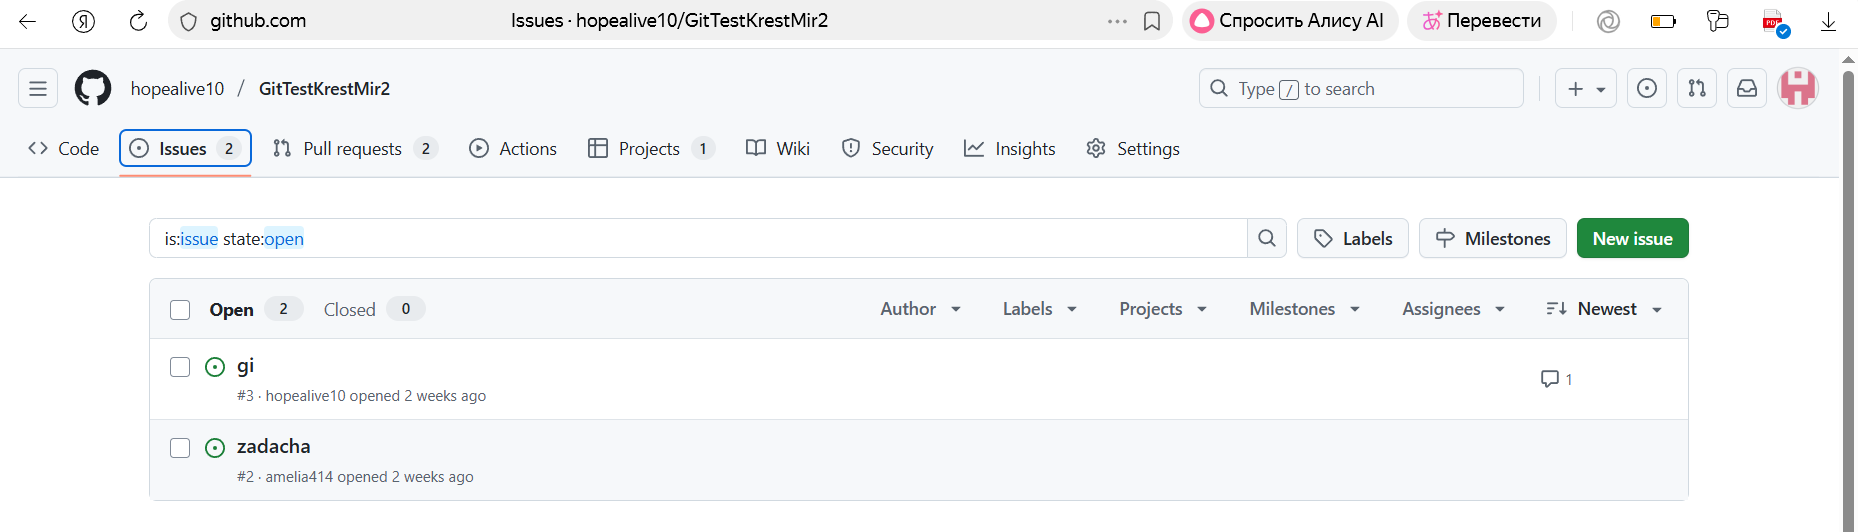 github.com Issues · hopealive10/GitTestKrestMir2 Спросить Алису AI Перевести
hopealive10 / GitTestKrestMir2 Type / to search
Code Issues 2 Pull requests 2 Actions Projects 1 Wiki Security Insights Settings
is:issue state:open Labels Milestones New issue
Open 2 Closed 0 Author Labels Projects Milestones Assignees Newest
gi
#3 · hopealive10 opened 2 weeks ago 1
zadacha
#2 · amelia414 opened 2 weeks ago